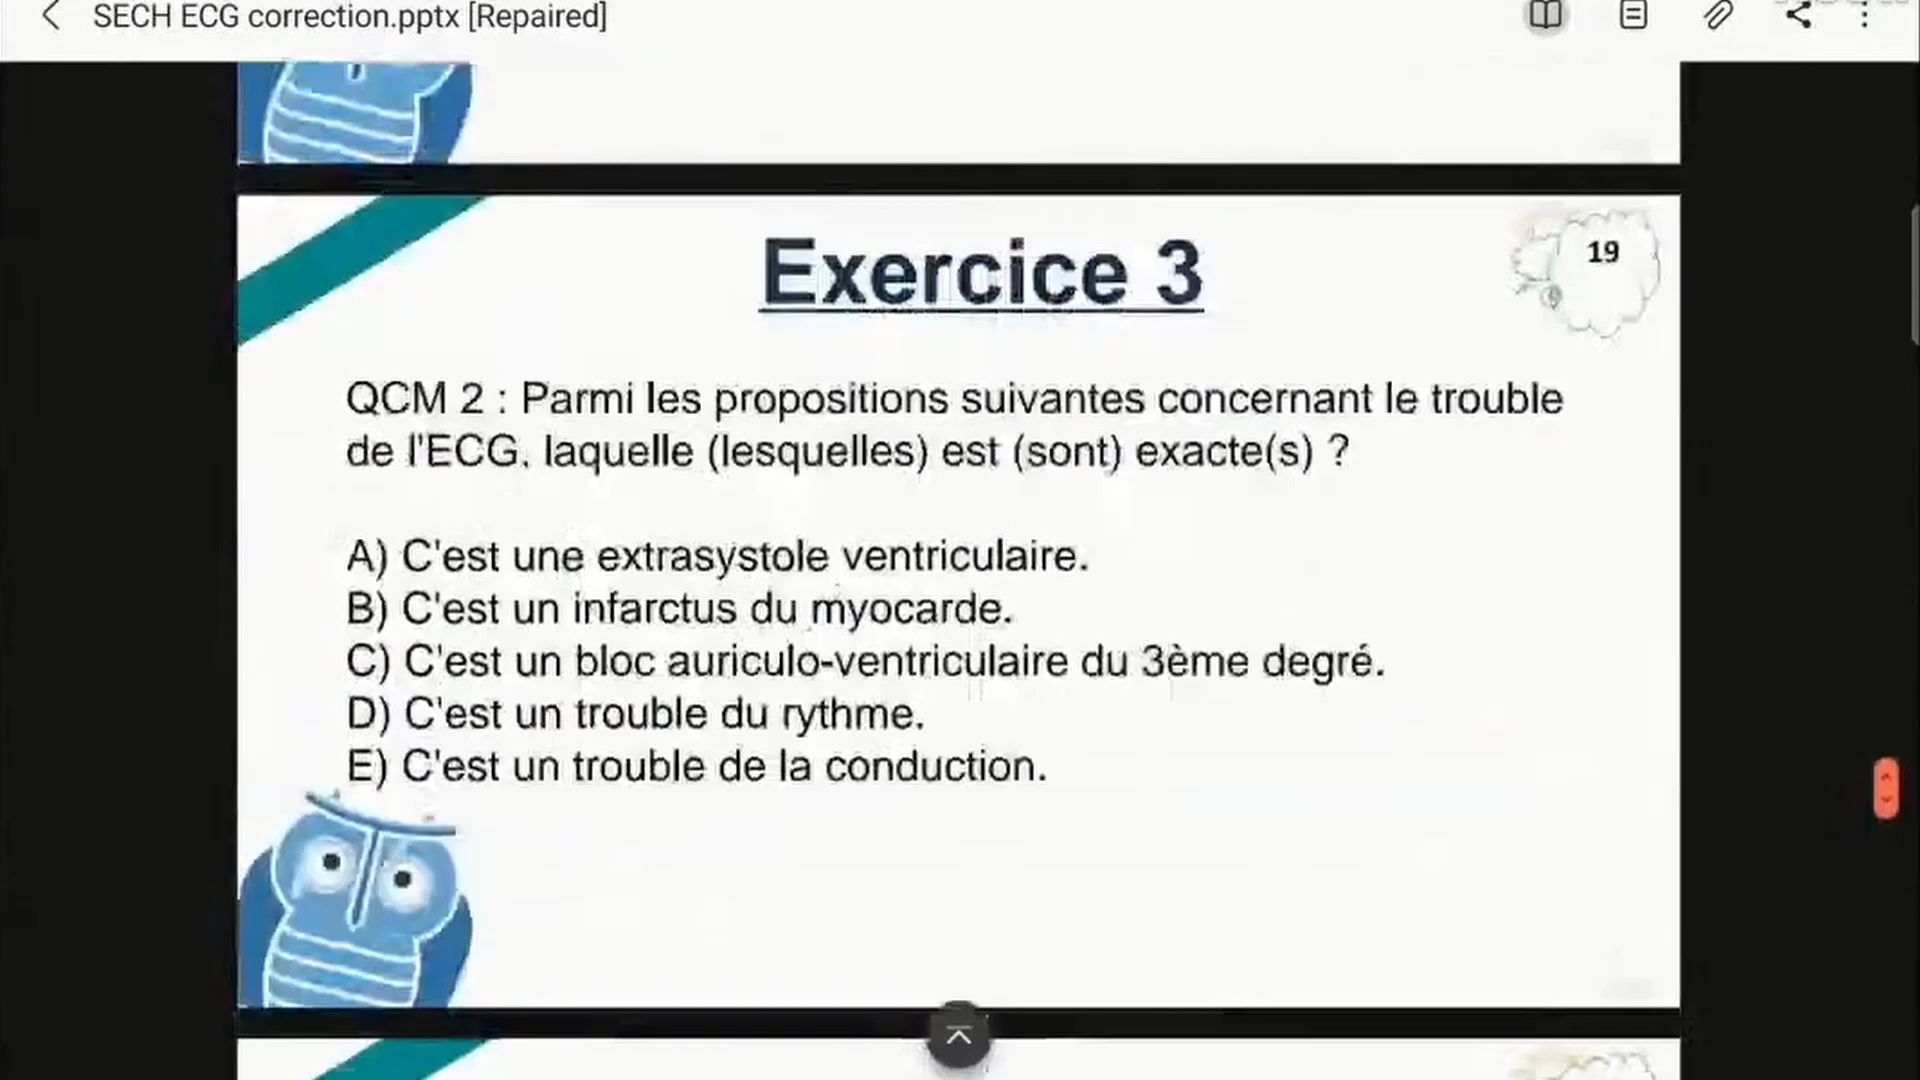 SECH ECG correction.pptx [Repaired]
Exercice 3
19
QCM 2 : Parmi les propositions suivantes concernant le trouble
de l'ECG, laquelle (lesquelles) est (sont) exacte(s) ?
A) C'est une extrasystole ventriculaire.
B) C'est un infarctus du myocarde.
C) C'est un bloc auriculo-ventriculaire du 3ème degré.
D) C'est un trouble du rythme.
E) C'est un trouble de la conduction.